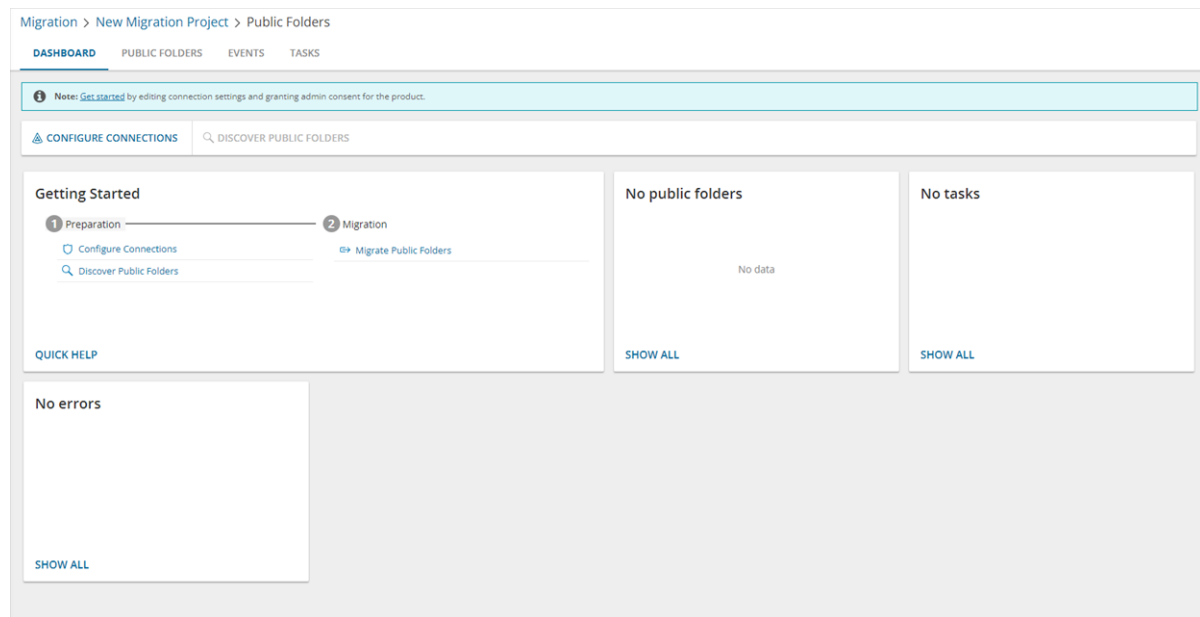 Migration > New Migration Project > Public Folders
DASHBOARD PUBLIC FOLDERS EVENTS TASKS
Note: Get started by editing connection settings and granting admin consent for the product.
CONFIGURE CONNECTIONS DISCOVER PUBLIC FOLDERS
Getting Started
1 Preparation 2 Migration
Configure Connections Migrate Public Folders
Discover Public Folders
QUICK HELP
No public folders
No data
SHOW ALL
No tasks
SHOW ALL
No errors
SHOW ALL